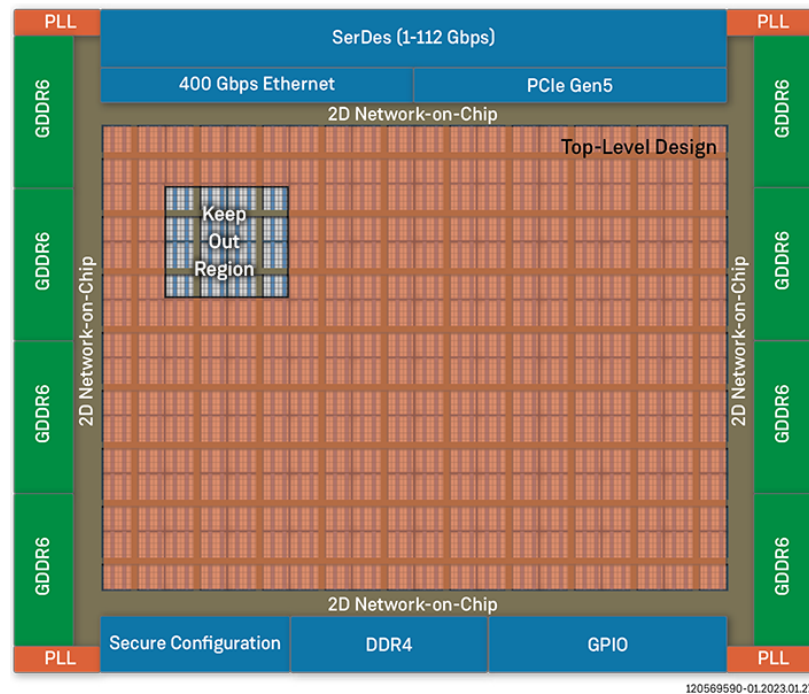 PLL
SerDes (1-112 Gbps)
PLL
400 Gbps Ethernet
PCIe Gen5
GDDR6
GDDR6
2D Network-on-Chip
Top-Level Design
Keep
Out
Region
GDDR6
GDDR6
2D Network-on-Chip
2D Network-on-Chip
GDDR6
GDDR6
GDDR6
GDDR6
2D Network-on-Chip
Secure Configuration
DDR4
GPIO
PLL
PLL